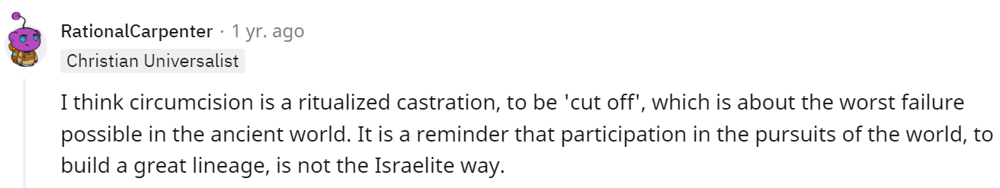 RationalCarpenter · 1 yr. ago
Christian Universalist
I think circumcision is a ritualized castration, to be 'cut off', which is about the worst failure
possible in the ancient world. It is a reminder that participation in the pursuits of the world, to
build a great lineage, is not the Israelite way.